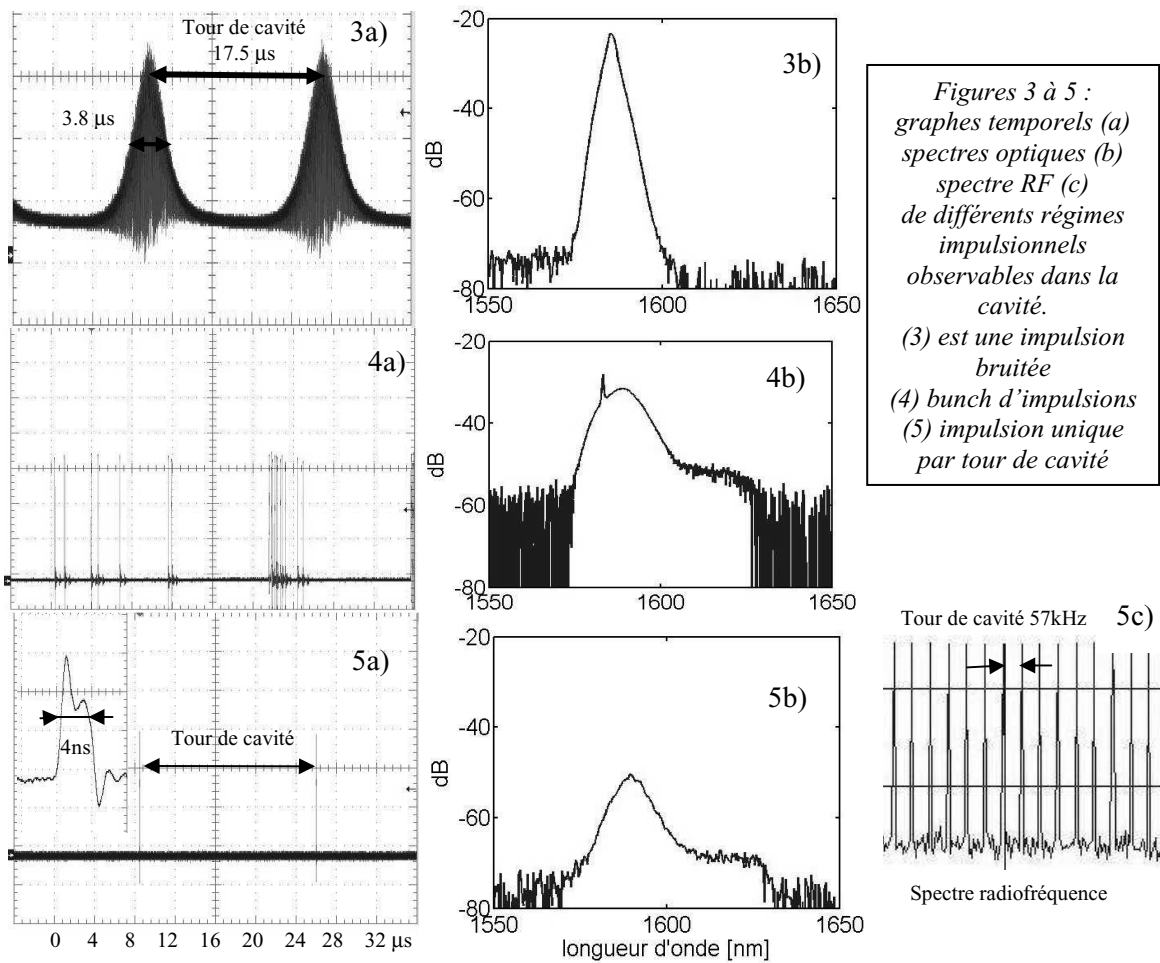 3a)
Tour de cavité
17.5 µs
3.8 µs
3b)
dB
-20
-40
-60
-80
1550
1600
1650
Figures 3 à 5 :
graphes temporels (a)
spectres optiques (b)
spectre RF (c)
de différents régimes
impulsionnels
observables dans la
cavité.
(3) est une impulsion
bruitée
(4) bunch d’impulsions
(5) impulsion unique
par tour de cavité
4a)
4b)
dB
-20
-40
-60
-80
1550
1600
1650
5a)
4ns
Tour de cavité
0 4 8 12 16 20 24 28 32 µs
5b)
dB
-20
-40
-60
-80
1550
1600
1650
longueur d'onde [nm]
Tour de cavité 57kHz
5c)
Spectre radiofréquence